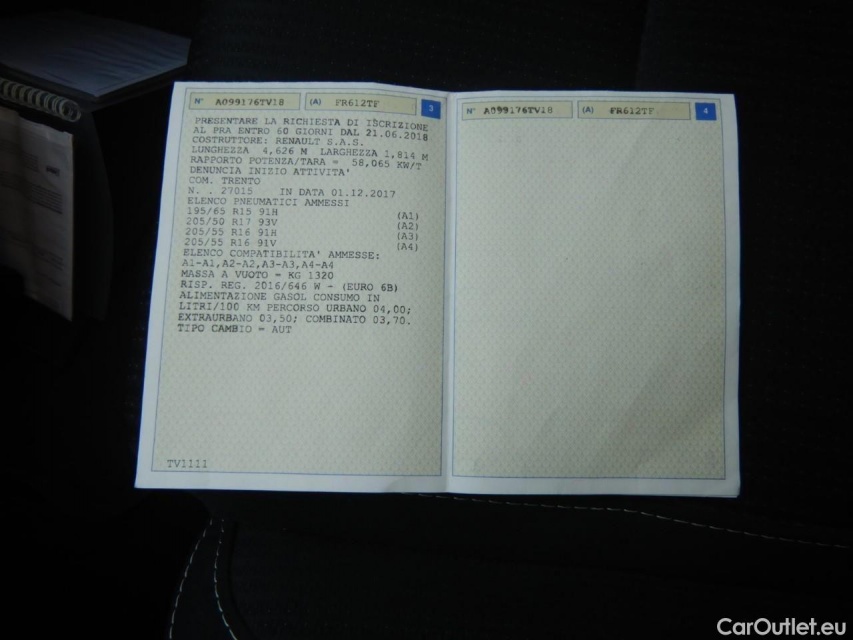 N° A099176TV18 (A) FR612TF 3
PRESENTARE LA RICHIESTA DI ISCRIZIONE
AL PRA ENTRO 60 GIORNI DAL 21.06.2018
COSTRUTTORE: RENAULT S.A.S.
LUNGHEZZA 4,626 M LARGHEZZA 1,814 M
RAPPORTO POTENZA/TARA = 58,065 KW/T
DENUNCIA INIZIO ATTIVITA'
COM. TRENTO
N. . 27015 IN DATA 01.12.2017
ELENCO PNEUMATICI AMMESSI
195/65 R15 91H (A1)
205/50 R17 93V (A2)
205/55 R16 91H (A3)
205/55 R16 91V (A4)
ELENCO COMPATIBILITA' AMMESSE:
A1-A1,A2-A2,A3-A3,A4-A4
MASSA A VUOTO = KG 1320
RISP. REG. 2016/646 W - (EURO 6B)
ALIMENTAZIONE GASOL CONSUMO IN
LITRI/100 KM PERCORSO URBANO 04,00;
EXTRAURBANO 03,50; COMBINATO 03,70.
TIPO CAMBIO = AUT
TV1111
N° A099176TV18 (A) FR612TF 4
CarOutlet.eu